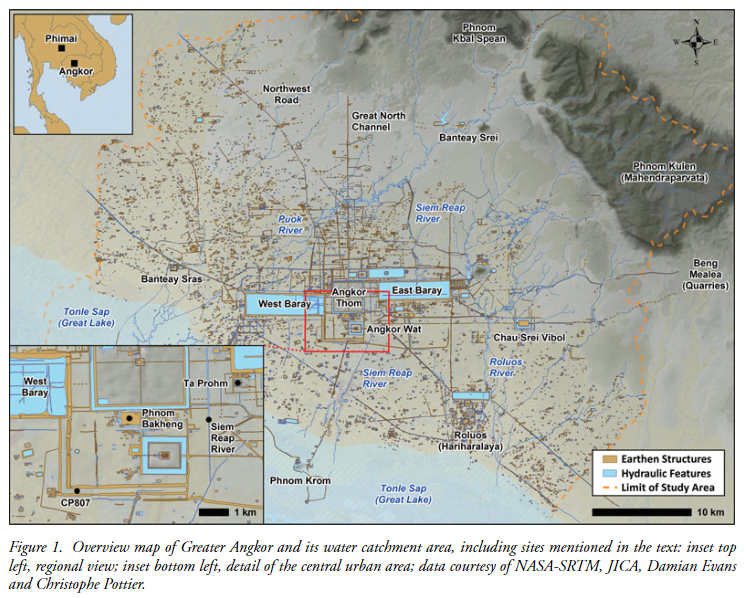 Phimai
Angkor
Phnom
Kbal Spean
N
W
E
S
Northwest
Road
Great North
Channel
Banteay Srei
Phnom Kulen
(Mahendraparvata)
Puok
River
Siem Reap
River
Beng
Mealea
(Quarries)
Banteay Sras
Tonle Sap
(Great Lake)
West Baray
Angkor
Thom
East Baray
Angkor Wat
Chau Srei Vibol
Siem Reap
River
Roluos
River
Roluos
(Hariharalaya)
Phnom Krom
Tonle Sap
(Great Lake)
West
Baray
Ta Prohm
Phnom
Bakheng
Siem
Reap
River
CP807
1 km
Earthen Structures
Hydraulic Features
Limit of Study Area
10 km
Figure 1. Overview map of Greater Angkor and its water catchment area, including sites mentioned in the text: inset top
left, regional view; inset bottom left, detail of the central urban area; data courtesy of NASA-SRTM, JICA, Damian Evans
and Christophe Pottier.